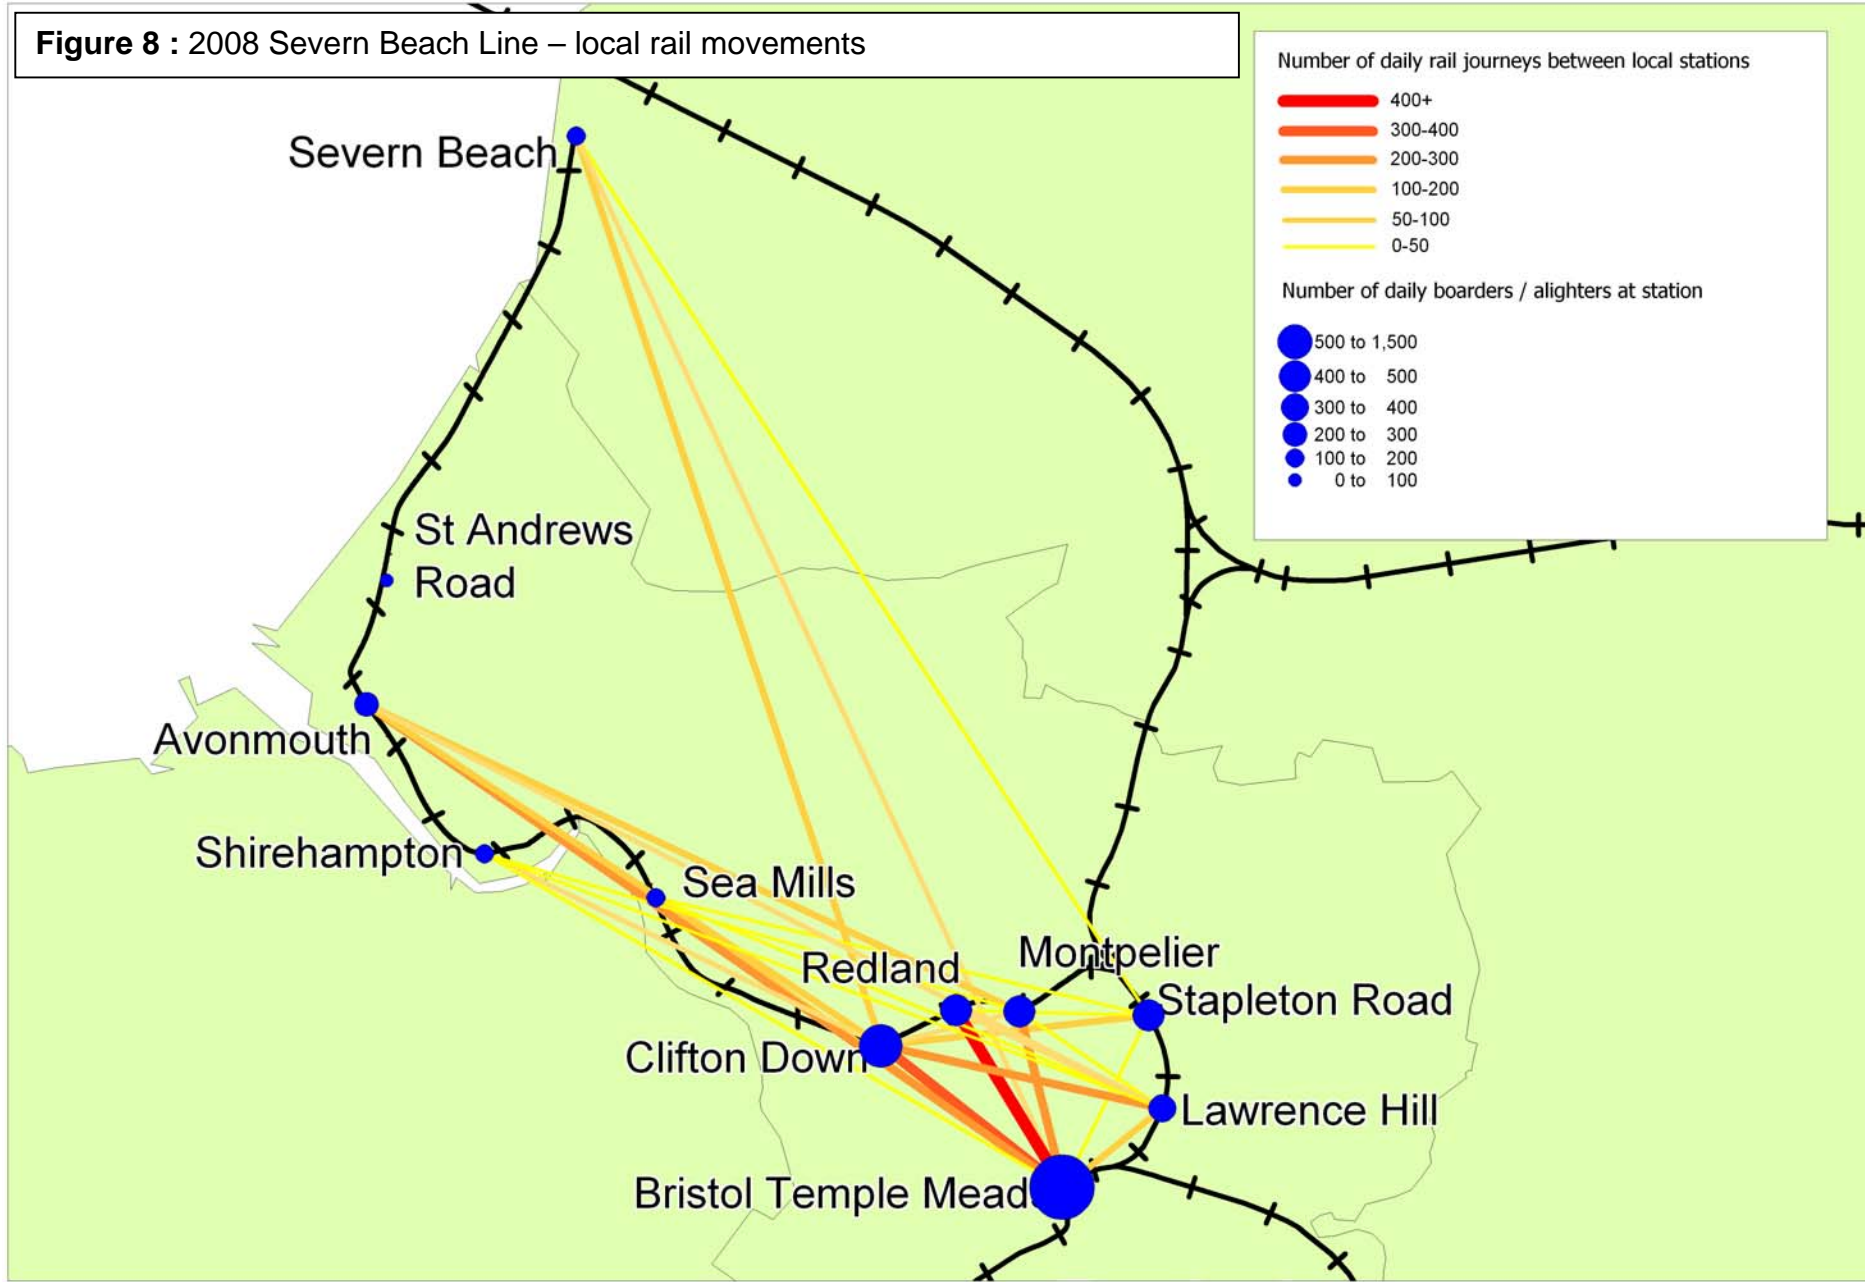 Figure 8 : 2008 Severn Beach Line – local rail movements
Number of daily rail journeys between local stations
400+
300-400
200-300
100-200
50-100
0-50
Number of daily boarders / alighters at station
500 to 1,500
400 to 500
300 to 400
200 to 300
100 to 200
0 to 100
Severn Beach
St Andrews
Road
Avonmouth
Shirehampton
Sea Mills
Redland
Montpelier
Stapleton Road
Clifton Down
Lawrence Hill
Bristol Temple Meads